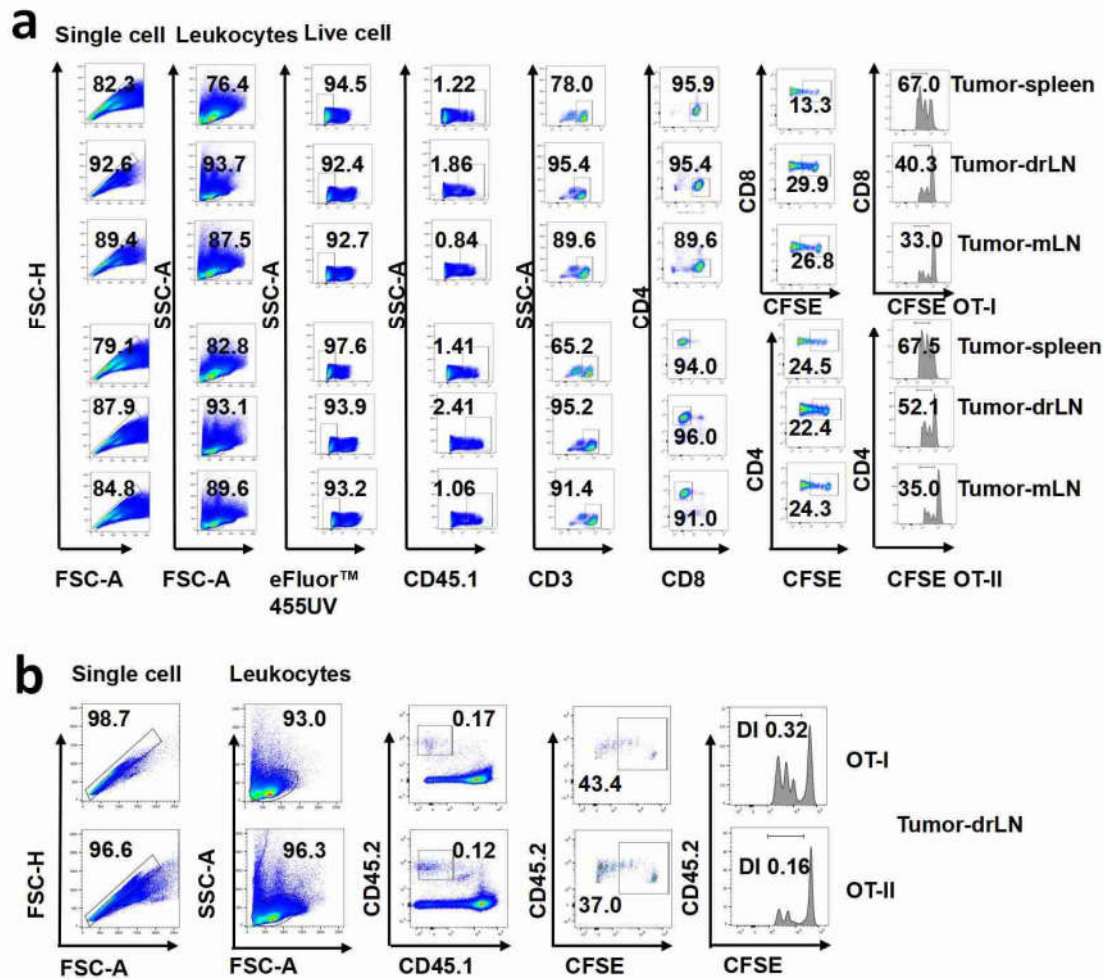 a
Single cell Leukocytes Live cell
82.3 76.4 94.5 1.22 78.0 95.9 13.3 67.0 Tumor-spleen
92.6 93.7 92.4 1.86 95.4 95.4 29.9 40.3 Tumor-drLN
89.4 87.5 92.7 0.84 89.6 89.6 26.8 33.0 Tumor-mLN
CD8 CD8
CFSE CFSE OT-I
79.1 82.8 97.6 1.41 65.2 94.0 24.5 67.5 Tumor-spleen
87.9 93.1 93.9 2.41 95.2 96.0 22.4 52.1 Tumor-drLN
84.8 89.6 93.2 1.06 91.4 91.0 24.3 35.0 Tumor-mLN
FSC-H SSC-A SSC-A SSC-A SSC-A CD4 CD4 CD4
FSC-A FSC-A eFluor™ CD45.1 CD3 CD8 CFSE CFSE OT-II
455UV
b
Single cell Leukocytes
98.7 93.0 0.17 43.4 DI 0.32 OT-I
Tumor-drLN
96.6 96.3 0.12 37.0 DI 0.16 OT-II
FSC-H SSC-A CD45.2 CD45.2 CD45.2
FSC-A FSC-A CD45.1 CFSE CFSE